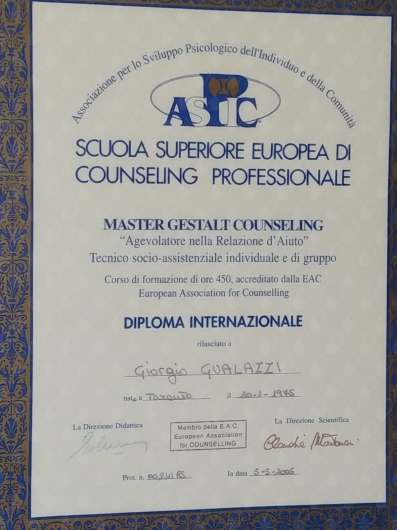 Associazione per lo Sviluppo Psicologico dell'Individuo e della Comunità
ASPIC
SCUOLA SUPERIORE EUROPEA DI
COUNSELING PROFESSIONALE
MASTER GESTALT COUNSELING
"Agevolatore nella Relazione d'Aiuto"
Tecnico socio-assistenziale individuale e di gruppo
Corso di formazione di ore 450, accreditato dalla EAC
European Association for Counselling
DIPLOMA INTERNAZIONALE
rilasciato a
Giorgio GUALAZZI
nato a Taranto il 30-1-1946
La Direzione Didattica
Membro della E.A.C.
European Association
for COUNSELLING
La Direzione Scientifica
Claudia Montanari
Prot. n.
In data 5-5-2006